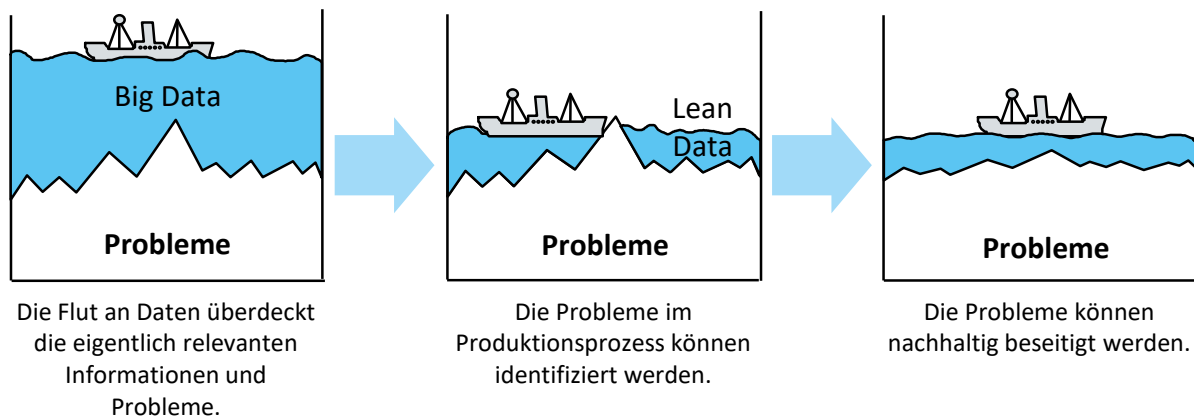 Big Data
Probleme
Die Flut an Daten überdeckt
die eigentlich relevanten
Informationen und
Probleme.
Lean
Data
Probleme
Die Probleme im
Produktionsprozess können
identifiziert werden.
Probleme
Die Probleme können
nachhaltig beseitigt werden.